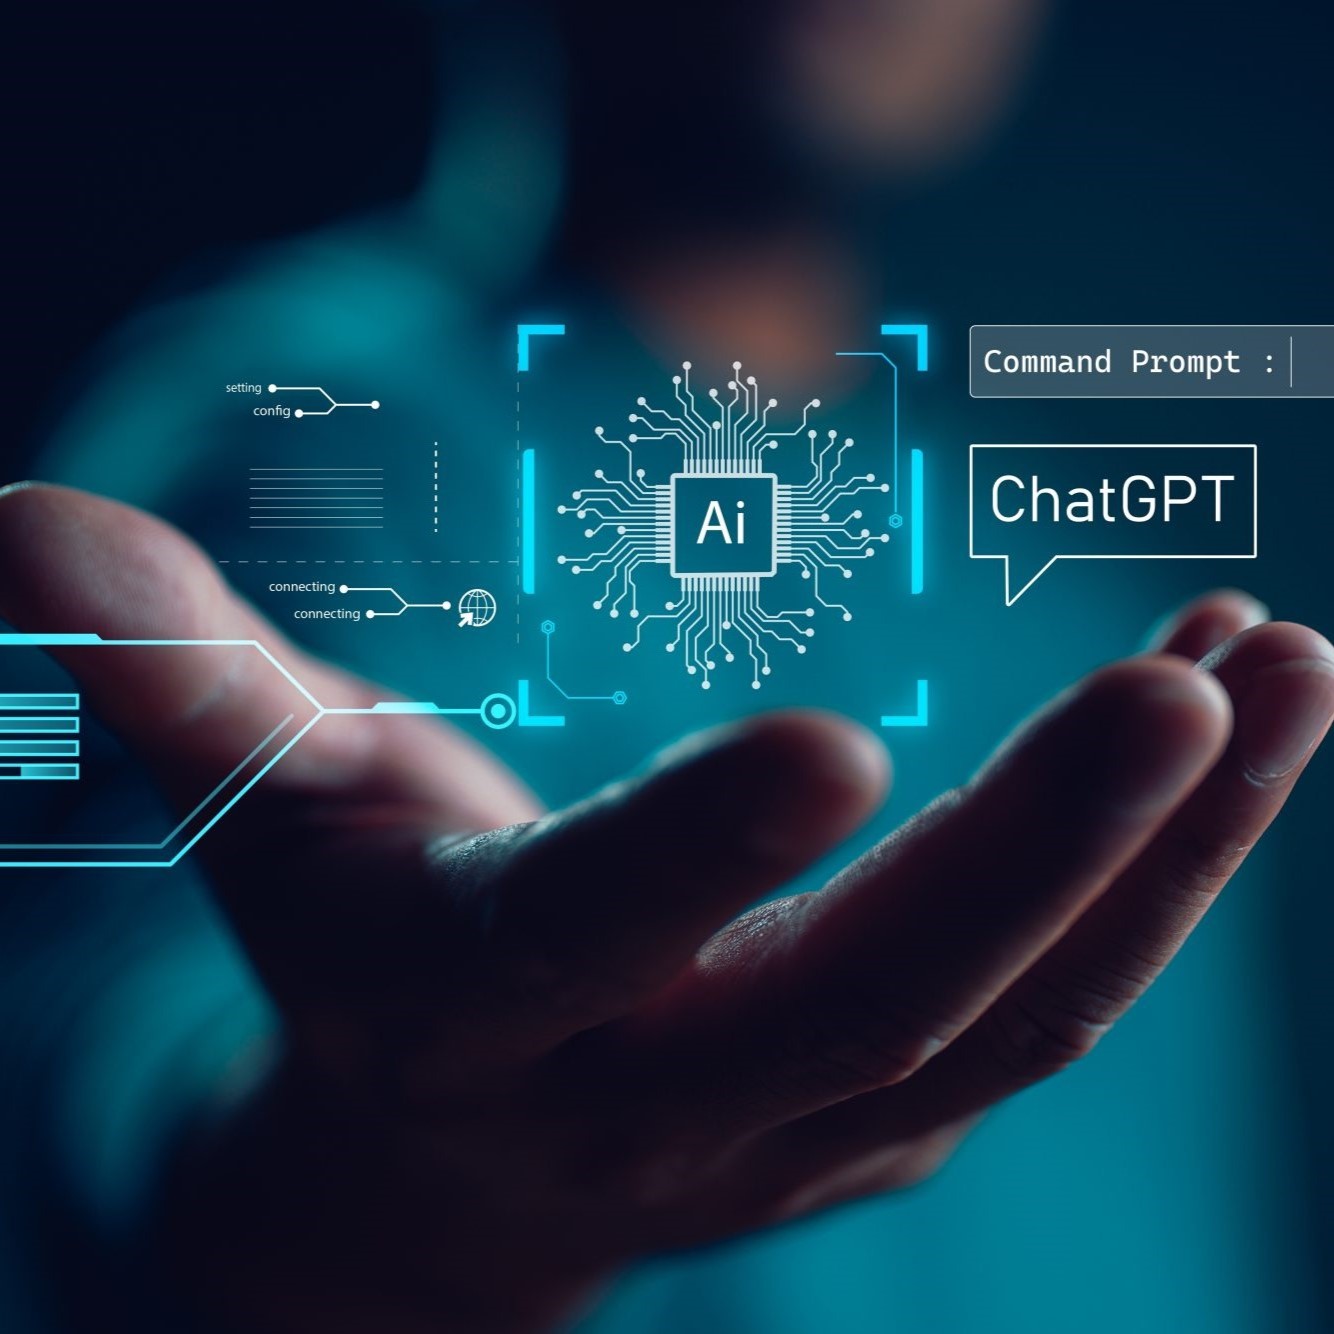 Command Prompt :
setting
config
Ai
ChatGPT
connecting
connecting